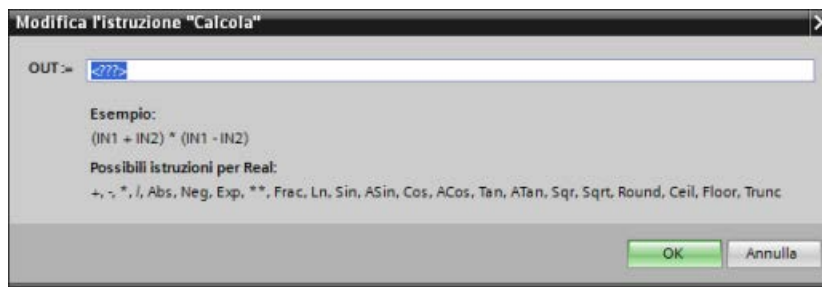 Modifica l'istruzione "Calcola"
OUT:= <???>
Esempio:
(IN1 + IN2) * (IN1 - IN2)
Possibili istruzioni per Real:
+, -, *, /, Abs, Neg, Exp, **, Frac, Ln, Sin, ASin, Cos, ACos, Tan, ATan, Sqr, Sqrt, Round, Ceil, Floor, Trunc
OK Annulla